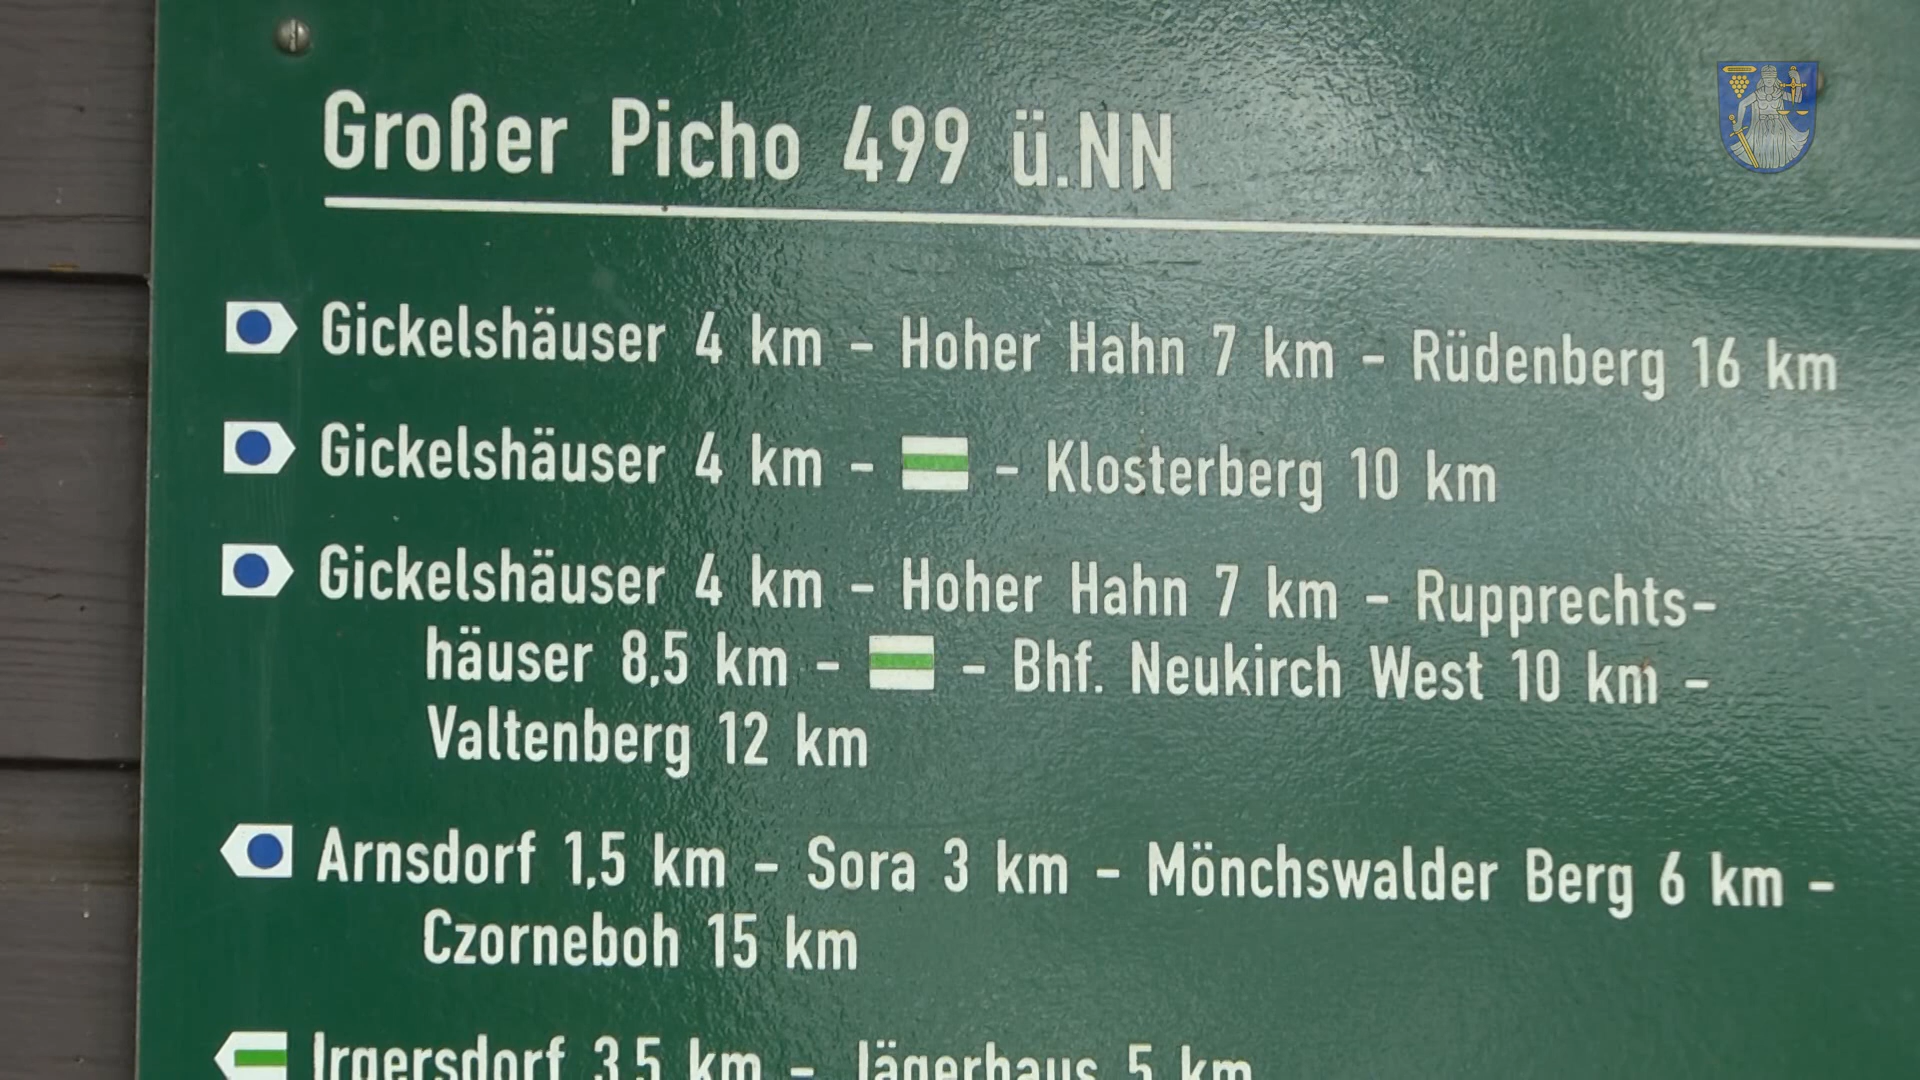 Großer Picho 499 ü.NN
Gickelshäuser 4 km – Hoher Hahn 7 km – Rüdenberg 16 km
Gickelshäuser 4 km – – Klosterberg 10 km
Gickelshäuser 4 km – Hoher Hahn 7 km – Rupprechts-
häuser 8,5 km – – Bhf. Neukirch West 10 km –
Valtenberg 12 km
Arnsdorf 1,5 km – Sora 3 km – Mönchswalder Berg 6 km –
Czorneboh 15 km
Irgersdorf 3,5 km – Jägerhaus 5 km